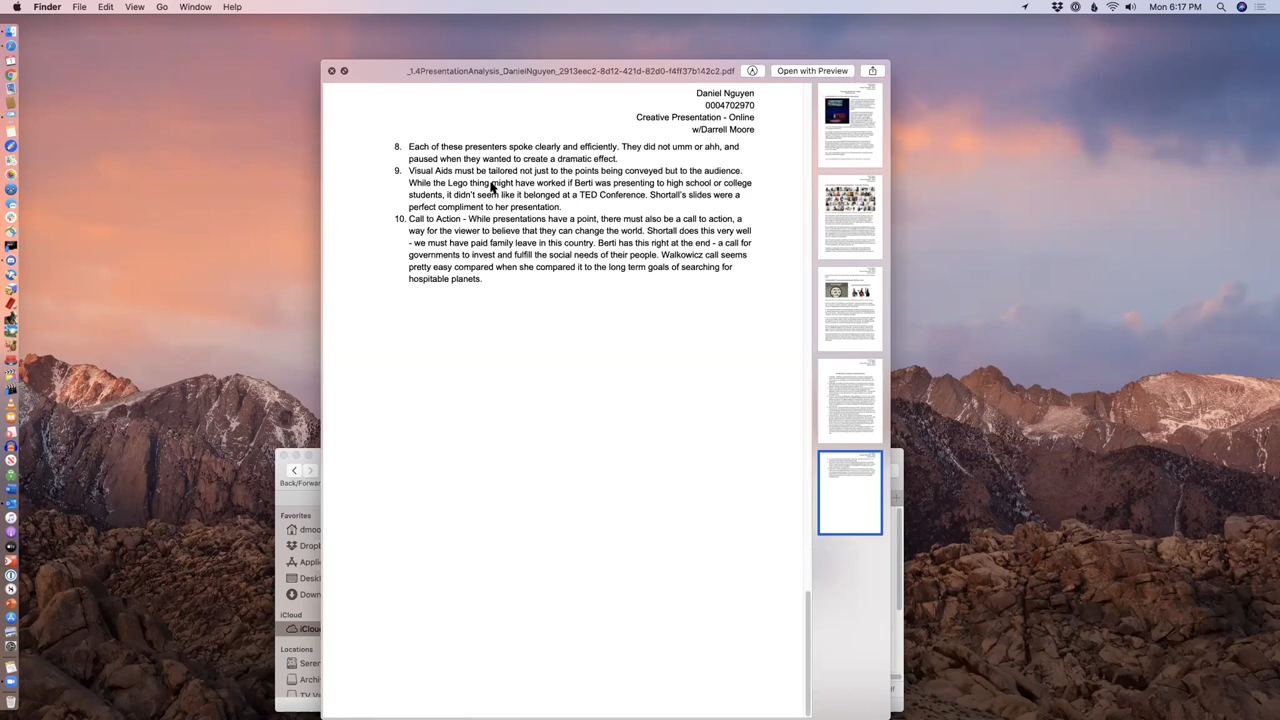 Finder File Edit View Go Window Help Mon 6:17 PM
_1.4PresentationAnalysis_DanielNguyen_2913eec2-8d12-421d-82d0-f4ff37b142c2.pdf Open with Preview
Daniel Nguyen
0004702970
Creative Presentation - Online
w/Darrell Moore
8. Each of these presenters spoke clearly and efficiently. They did not umm or ahh, and
paused when they wanted to create a dramatic effect.
9. Visual Aids must be tailored not just to the points being conveyed but to the audience.
While the Lego thing might have worked if Berti was presenting to high school or college
students, it didn't seem like it belonged at a TED Conference. Shortall's slides were a
perfect compliment to her presentation.
10. Call to Action - While presentations have a point, there must also be a call to action, a
way for the viewer to believe that they can change the world. Shortall does this very well
- we must have paid family leave in this country. Berti has this right at the end - a call for
governments to invest and fulfill the social needs of their people. Walkowicz call seems
pretty easy compared when she compared it to the long term goals of searching for
hospitable planets.
Back/Forward
Favorites
dmoo
Dropb
Applic
Deskt
Down
iCloud
iCloud
Locations
Seren
Archiv
TV V
df